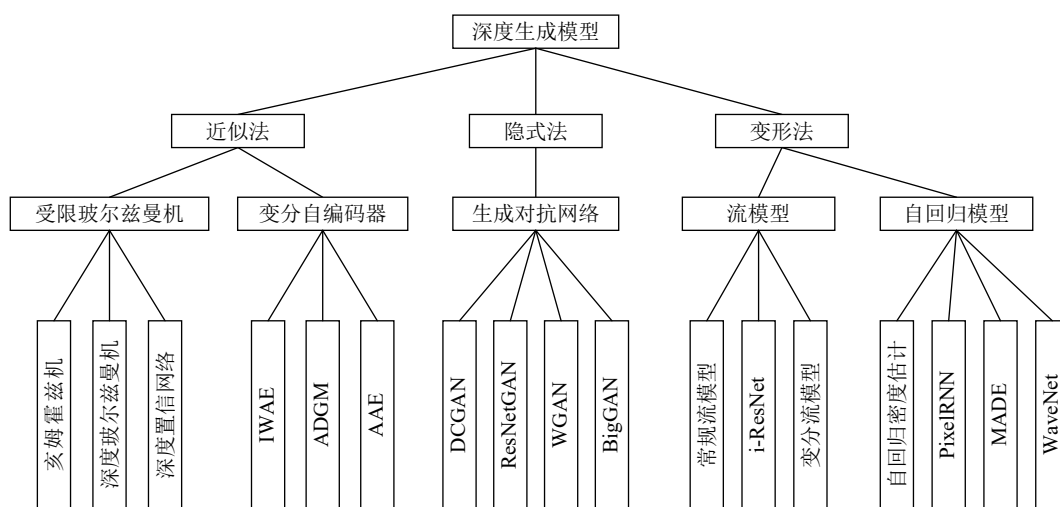 深度生成模型
近似法
隐式法
变形法
受限玻尔兹曼机
变分自编码器
生成对抗网络
流模型
自回归模型
亥姆霍兹机
深度玻尔兹曼机
深度置信网络
IWAE
ADGM
AAE
DCGAN
ResNetGAN
WGAN
BigGAN
常规流模型
i-ResNet
变分流模型
自回归密度估计
PixelRNN
MADE
WaveNet